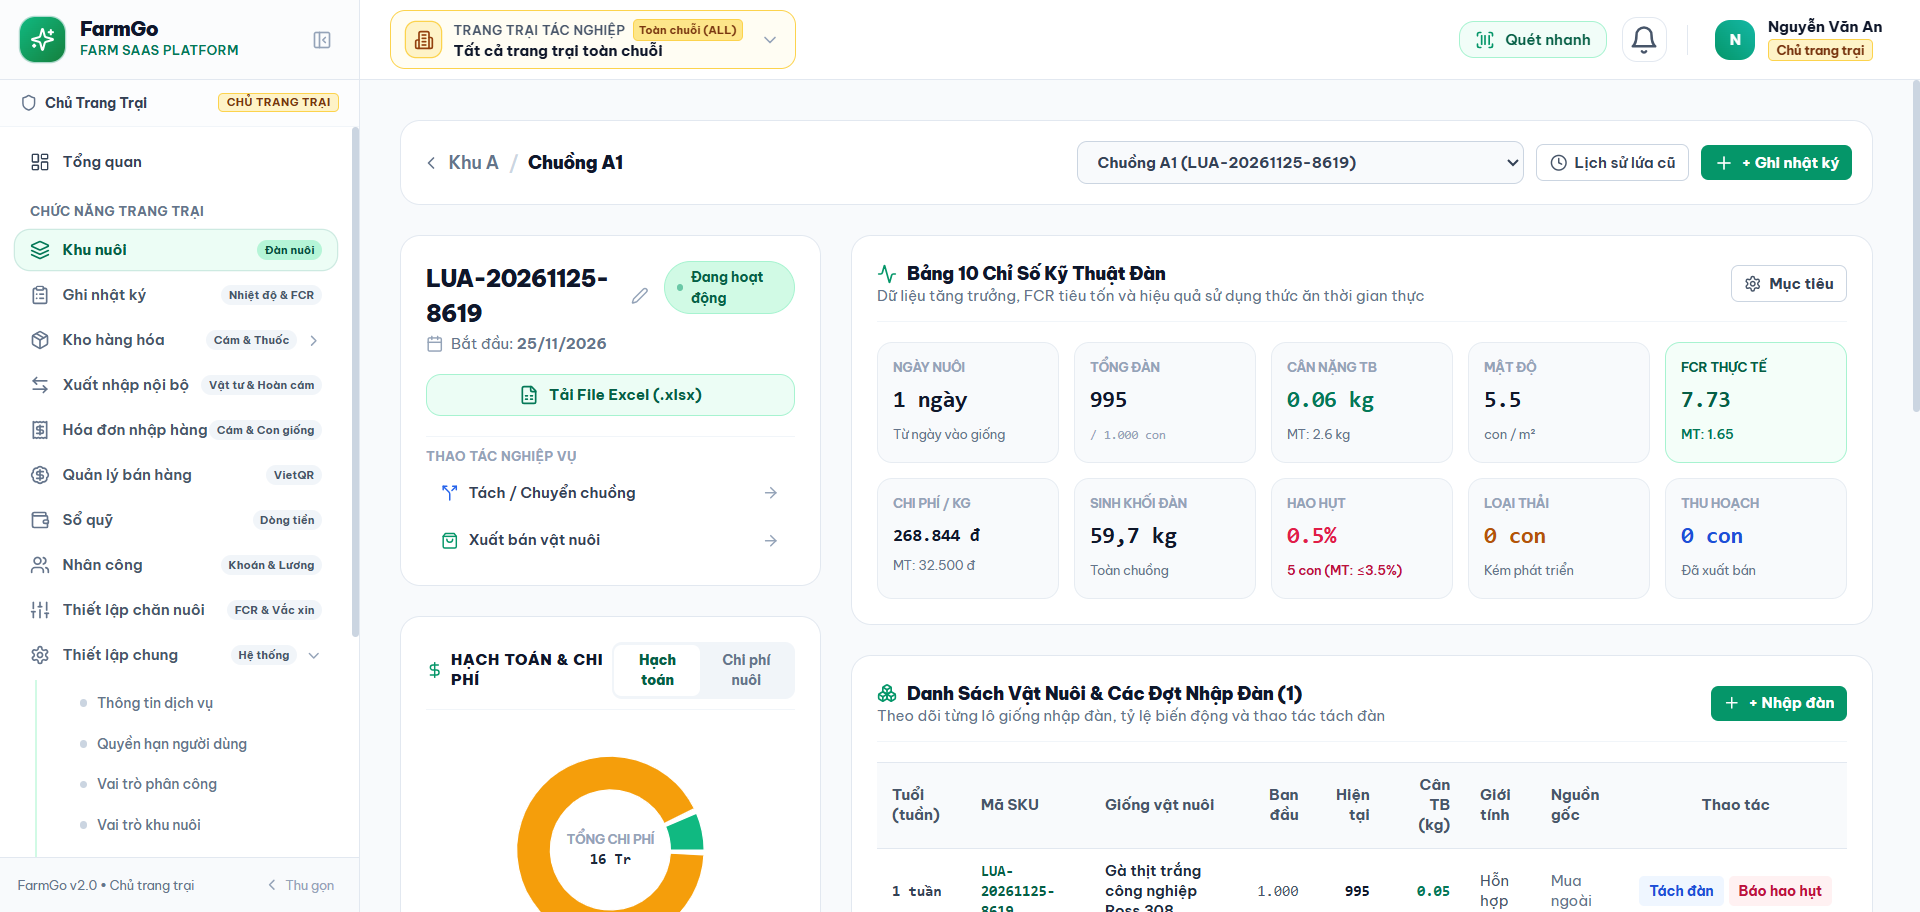 FarmGo
FARM SAAS PLATFORM
TRANG TRẠI TÁC NGHIỆP Toàn chuỗi (ALL)
Tất cả trang trại toàn chuỗi
Quét nhanh
N
Nguyễn Văn An
Chủ trang trại
Chủ Trang Trại CHỦ TRANG TRẠI
Tổng quan
CHỨC NĂNG TRANG TRẠI
Khu nuôi Đàn nuôi
Ghi nhật ký Nhiệt độ & FCR
Kho hàng hóa Cám & Thuốc
Xuất nhập nội bộ Vật tư & Hoàn cám
Hóa đơn nhập hàng Cám & Con giống
Quản lý bán hàng VietQR
Sổ quỹ Dòng tiền
Nhân công Khoán & Lương
Thiết lập chăn nuôi FCR & Vắc xin
Thiết lập chung Hệ thống
Thông tin dịch vụ
Quyền hạn người dùng
Vai trò phân công
Vai trò khu nuôi
FarmGo v2.0 • Chủ trang trại Thu gọn
Khu A / Chuồng A1
Chuồng A1 (LUA-20261125-8619)
Lịch sử lứa cũ
+ Ghi nhật ký
LUA-20261125-
8619
Đang hoạt
động
Bắt đầu: 25/11/2026
Tải File Excel (.xlsx)
THAO TÁC NGHIỆP VỤ
Tách / Chuyển chuồng
Xuất bán vật nuôi
HẠCH TOÁN & CHI
PHÍ
Hạch
toán
Chi phí
nuôi
TỔNG CHI PHÍ
16 Tr
Bảng 10 Chỉ Số Kỹ Thuật Đàn
Dữ liệu tăng trưởng, FCR tiêu tốn và hiệu quả sử dụng thức ăn thời gian thực
Mục tiêu
NGÀY NUÔI
1 ngày
Từ ngày vào giống
TỔNG ĐÀN
995
/ 1.000 con
CÂN NẶNG TB
0.06 kg
MT: 2.6 kg
MẬT ĐỘ
5.5
con / m²
FCR THỰC TẾ
7.73
MT: 1.65
CHI PHÍ / KG
268.844 đ
MT: 32.500 đ
SINH KHỐI ĐÀN
59,7 kg
Toàn chuồng
HAO HỤT
0.5%
5 con (MT: ≤3.5%)
LOẠI THẢI
0 con
Kém phát triển
THU HOẠCH
0 con
Đã xuất bán
Danh Sách Vật Nuôi & Các Đợt Nhập Đàn (1)
Theo dõi từng lô giống nhập đàn, tỷ lệ biến động và thao tác tách đàn
+ Nhập đàn
Tuổi
(tuần)
Mã SKU
Giống vật nuôi
Ban
đầu
Hiện
tại
Cân
TB
(kg)
Giới
tính
Nguồn
gốc
Thao tác
1 tuần
LUA-
20261125-
8619
Gà thịt trắng
công nghiệp
Ross 308
1.000
995
0.05
Hỗn
hợp
Mua
ngoài
Tách đàn
Báo hao hụt